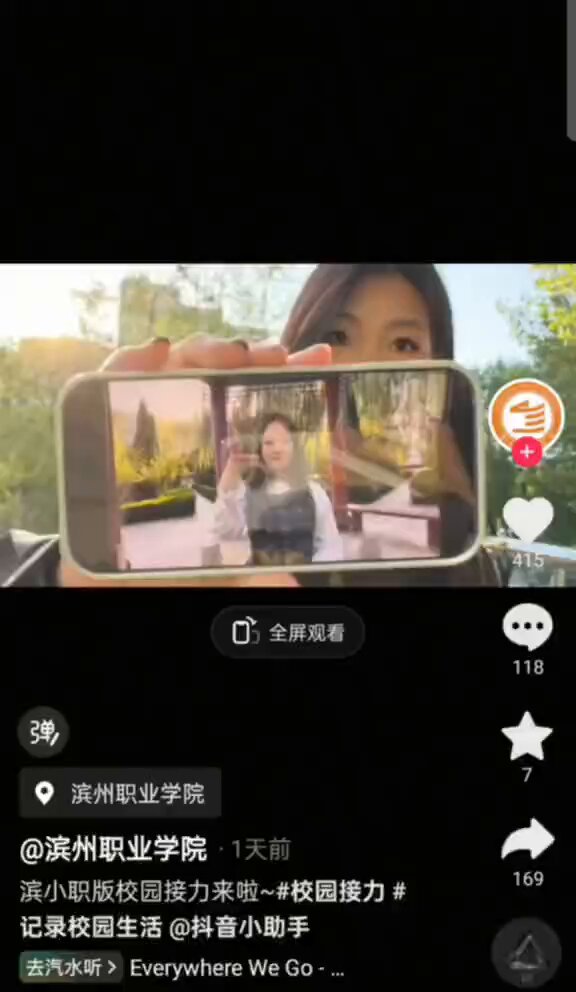 415
全屏观看
118
弹
滨州职业学院
7
@滨州职业学院 · 1天前
169
滨小职版校园接力来啦~#校园接力 #
记录校园生活 @抖音小助手
去汽水听 > Everywhere We Go - ...